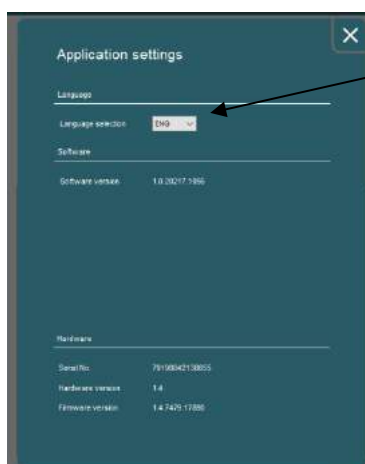 Application settings
Language
Language selection ENG
Software
Software version 1.0.20217.1056
Hardware
Serial No.
Hardware version 1.4
Firmware version